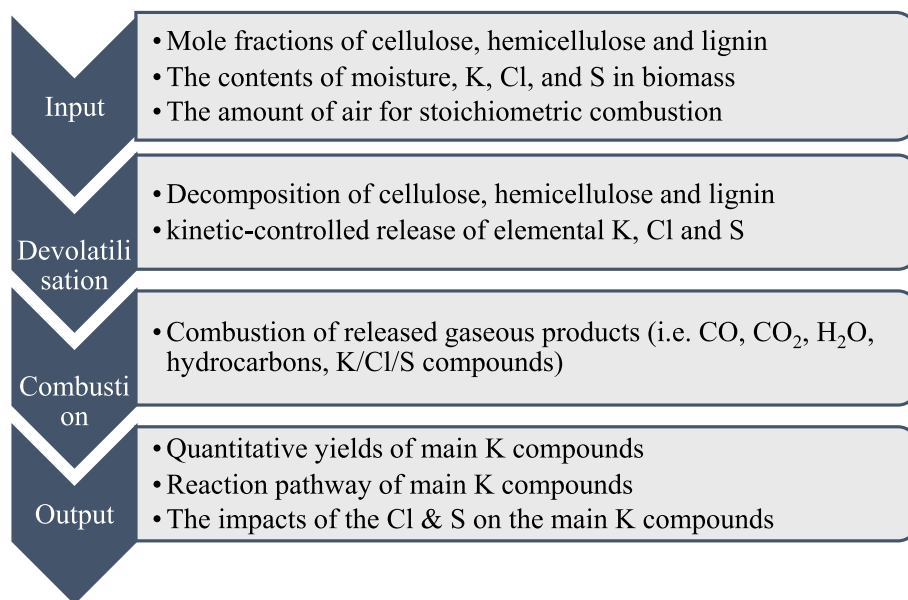 Input
• Mole fractions of cellulose, hemicellulose and lignin
• The contents of moisture, K, Cl, and S in biomass
• The amount of air for stoichiometric combustion
Devolatili
sation
• Decomposition of cellulose, hemicellulose and lignin
• kinetic-controlled release of elemental K, Cl and S
Combusti
on
• Combustion of released gaseous products (i.e. CO, CO₂, H₂O,
hydrocarbons, K/Cl/S compounds)
Output
• Quantitative yields of main K compounds
• Reaction pathway of main K compounds
• The impacts of the Cl & S on the main K compounds